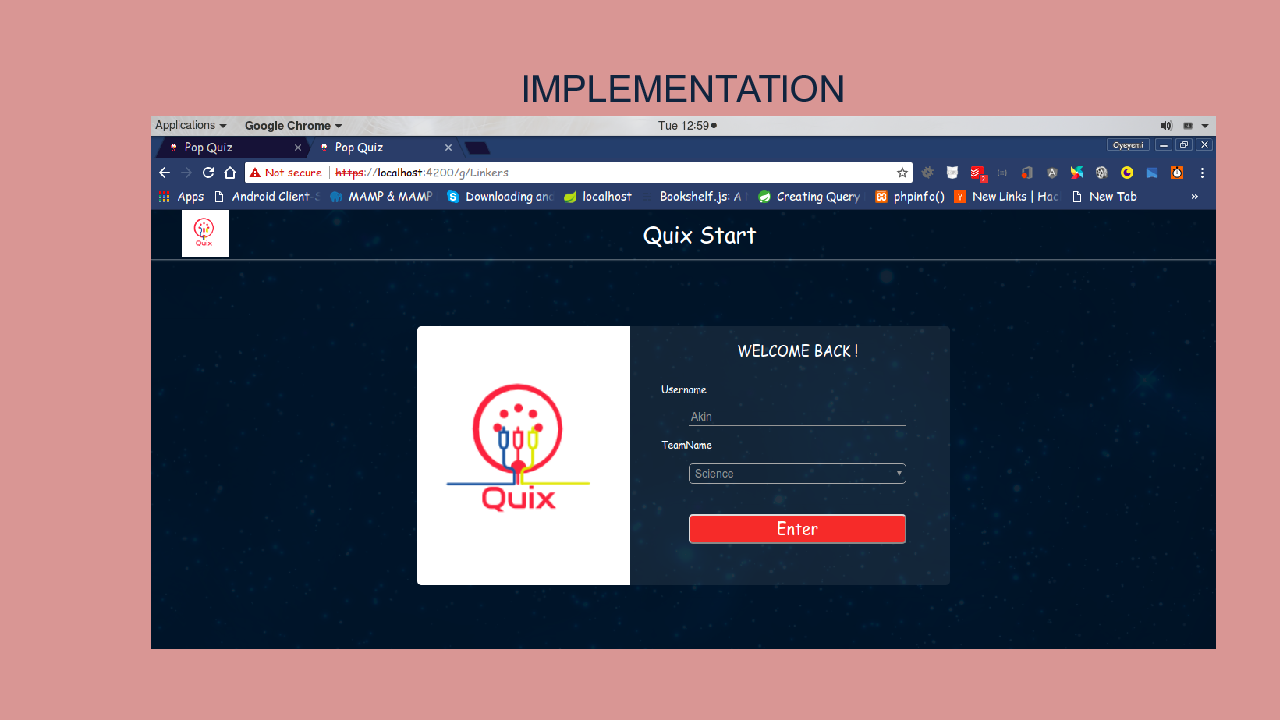 IMPLEMENTATION
Applications Google Chrome Tue 12:59
Pop Quiz Pop Quiz Oyeyemi
Not secure https://localhost:4200/g/Linkers
Apps Android Client-S MAMP & MAMP Downloading and localhost Bookshelf.js: A Creating Query phpinfo() New Links | Hac New Tab »
Quix Quix Start
WELCOME BACK !
Username
Akin
TeamName
Science
Quix
Enter